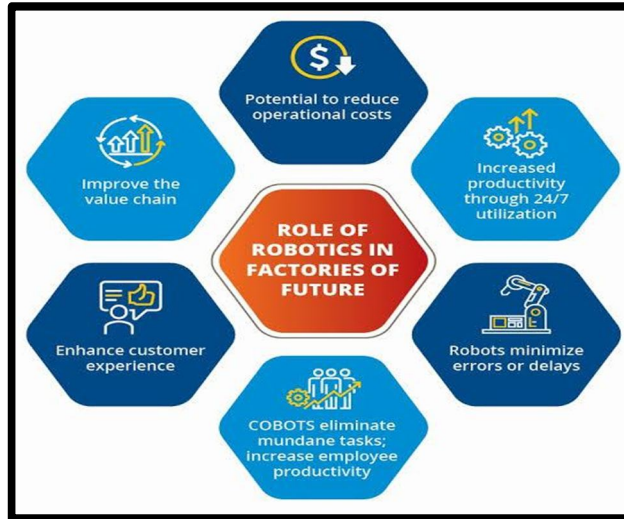 ROLE OF
ROBOTICS IN
FACTORIES OF
FUTURE
$
Potential to reduce
operational costs
Increased
productivity
through 24/7
utilization
Robots minimize
errors or delays
COBOTS eliminate
mundane tasks;
increase employee
productivity
Enhance customer
experience
Improve the
value chain